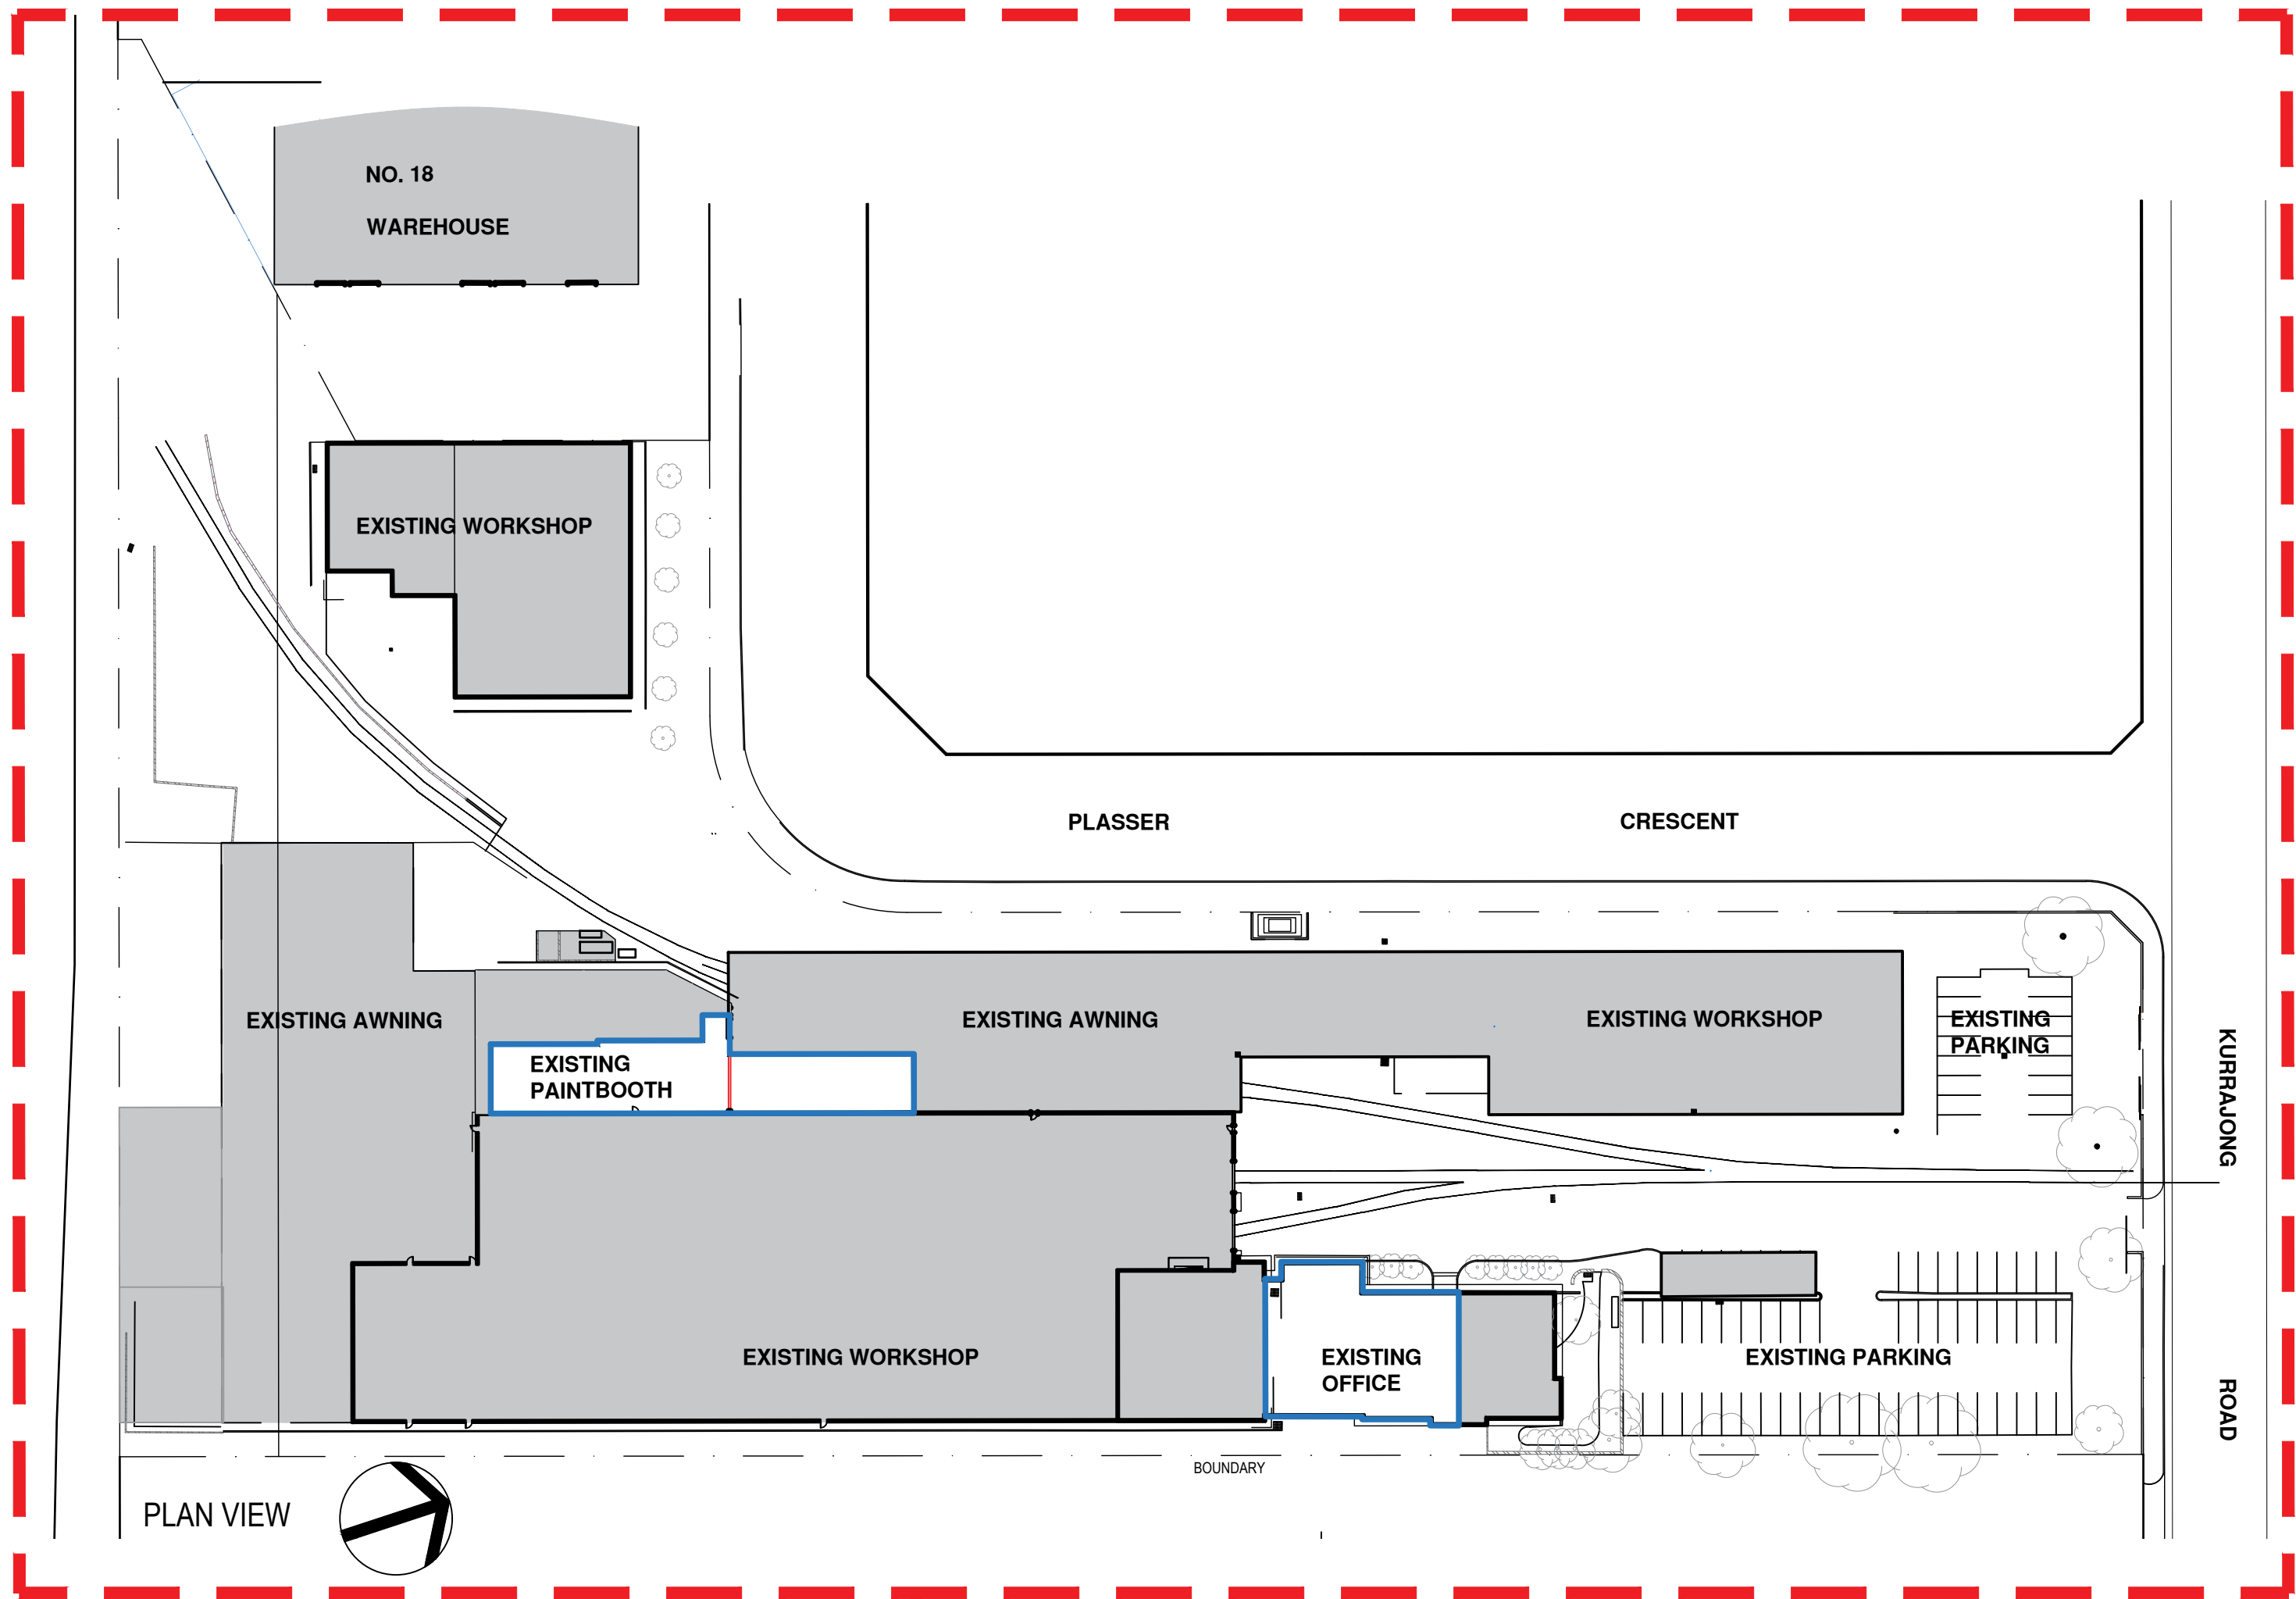 NO. 18
WAREHOUSE
EXISTING WORKSHOP
PLASSER CRESCENT
EXISTING AWNING
EXISTING AWNING
EXISTING WORKSHOP
EXISTING
PARKING
EXISTING
PAINTBOOTH
KURRAJONG ROAD
EXISTING WORKSHOP
EXISTING
OFFICE
EXISTING PARKING
BOUNDARY
PLAN VIEW